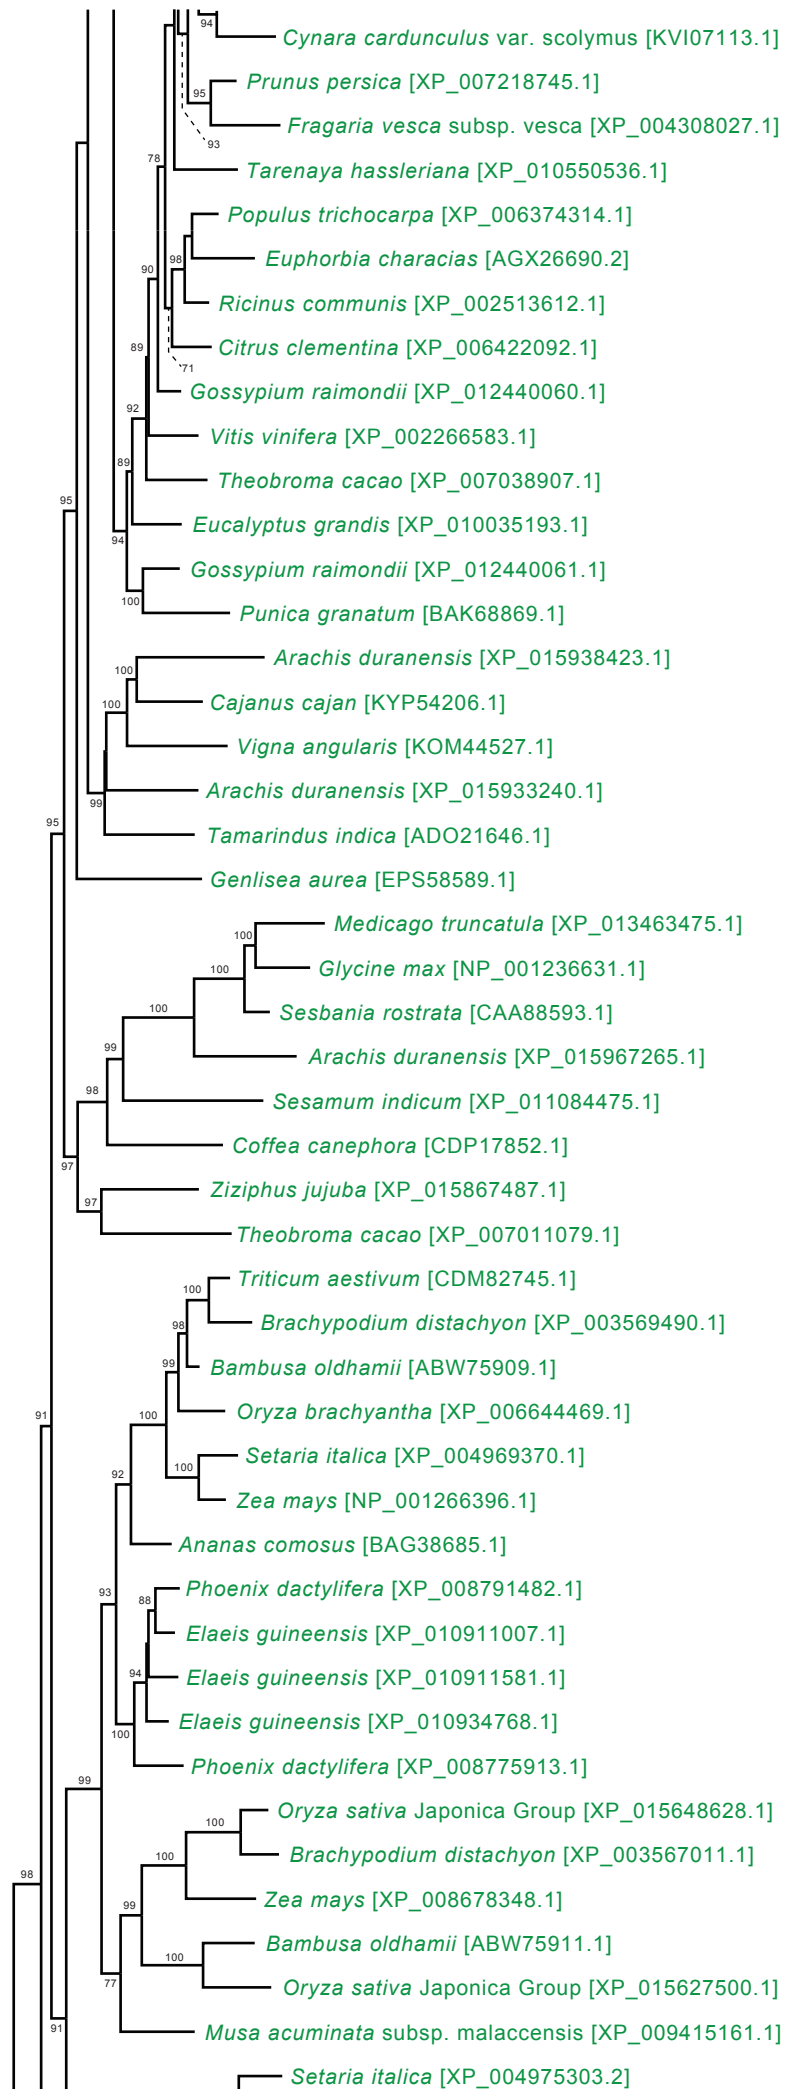 94
Cynara cardunculus var. scolymus [KVI07113.1]
Prunus persica [XP_007218745.1]
95
Fragaria vesca subsp. vesca [XP_004308027.1]
93
78
Tarenaya hassleriana [XP_010550536.1]
Populus trichocarpa [XP_006374314.1]
98
Euphorbia characias [AGX26690.2]
90
Ricinus communis [XP_002513612.1]
89
Citrus clementina [XP_006422092.1]
71
Gossypium raimondii [XP_012440060.1]
92
Vitis vinifera [XP_002266583.1]
89
Theobroma cacao [XP_007038907.1]
95
Eucalyptus grandis [XP_010035193.1]
94
Gossypium raimondii [XP_012440061.1]
100
Punica granatum [BAK68869.1]
Arachis duranensis [XP_015938423.1]
100
Cajanus cajan [KYP54206.1]
100
Vigna angularis [KOM44527.1]
Arachis duranensis [XP_015933240.1]
99
95
Tamarindus indica [ADO21646.1]
Genlisea aurea [EPS58589.1]
Medicago truncatula [XP_013463475.1]
100
Glycine max [NP_001236631.1]
100
Sesbania rostrata [CAA88593.1]
100
99
Arachis duranensis [XP_015967265.1]
98
Sesamum indicum [XP_011084475.1]
Coffea canephora [CDP17852.1]
97
Ziziphus jujuba [XP_015867487.1]
97
Theobroma cacao [XP_007011079.1]
Triticum aestivum [CDM82745.1]
100
Brachypodium distachyon [XP_003569490.1]
98
Bambusa oldhamii [ABW75909.1]
99
Oryza brachyantha [XP_006644469.1]
91
100
Setaria italica [XP_004969370.1]
100
92
Zea mays [NP_001266396.1]
Ananas comosus [BAG38685.1]
Phoenix dactylifera [XP_008791482.1]
93
88
Elaeis guineensis [XP_010911007.1]
94
Elaeis guineensis [XP_010911581.1]
Elaeis guineensis [XP_010934768.1]
100
Phoenix dactylifera [XP_008775913.1]
99
Oryza sativa Japonica Group [XP_015648628.1]
100
Brachypodium distachyon [XP_003567011.1]
100
98
Zea mays [XP_008678348.1]
99
Bambusa oldhamii [ABW75911.1]
100
77
Oryza sativa Japonica Group [XP_015627500.1]
91
Musa acuminata subsp. malaccensis [XP_009415161.1]
Setaria italica [XP_004975303.2]